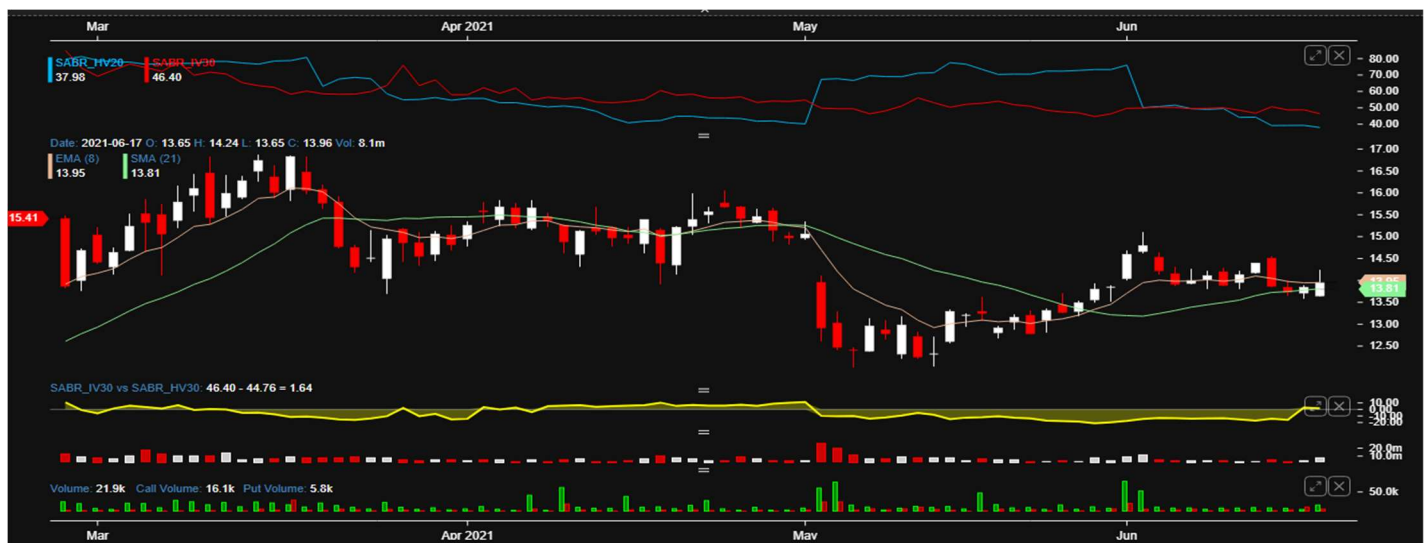 Mar Apr 2021 May Jun
SABR_HV20 SABR_IV30
37.98 46.40
80.00
70.00
60.00
50.00
40.00
Date: 2021-06-17 O: 13.65 H: 14.24 L: 13.65 C: 13.96 Vol: 8.1m
EMA (8) SMA (21)
13.95 13.81
17.00
16.50
16.00
15.50
15.41
15.00
14.50
13.95
13.81
13.50
13.00
12.50
SABR_IV30 vs SABR_HV30: 46.40 - 44.76 = 1.64
10.00
0.00
-10.00
-20.00
20.0m
10.0m
Volume: 21.9k Call Volume: 16.1k Put Volume: 5.8k
50.0k
Mar Apr 2021 May Jun